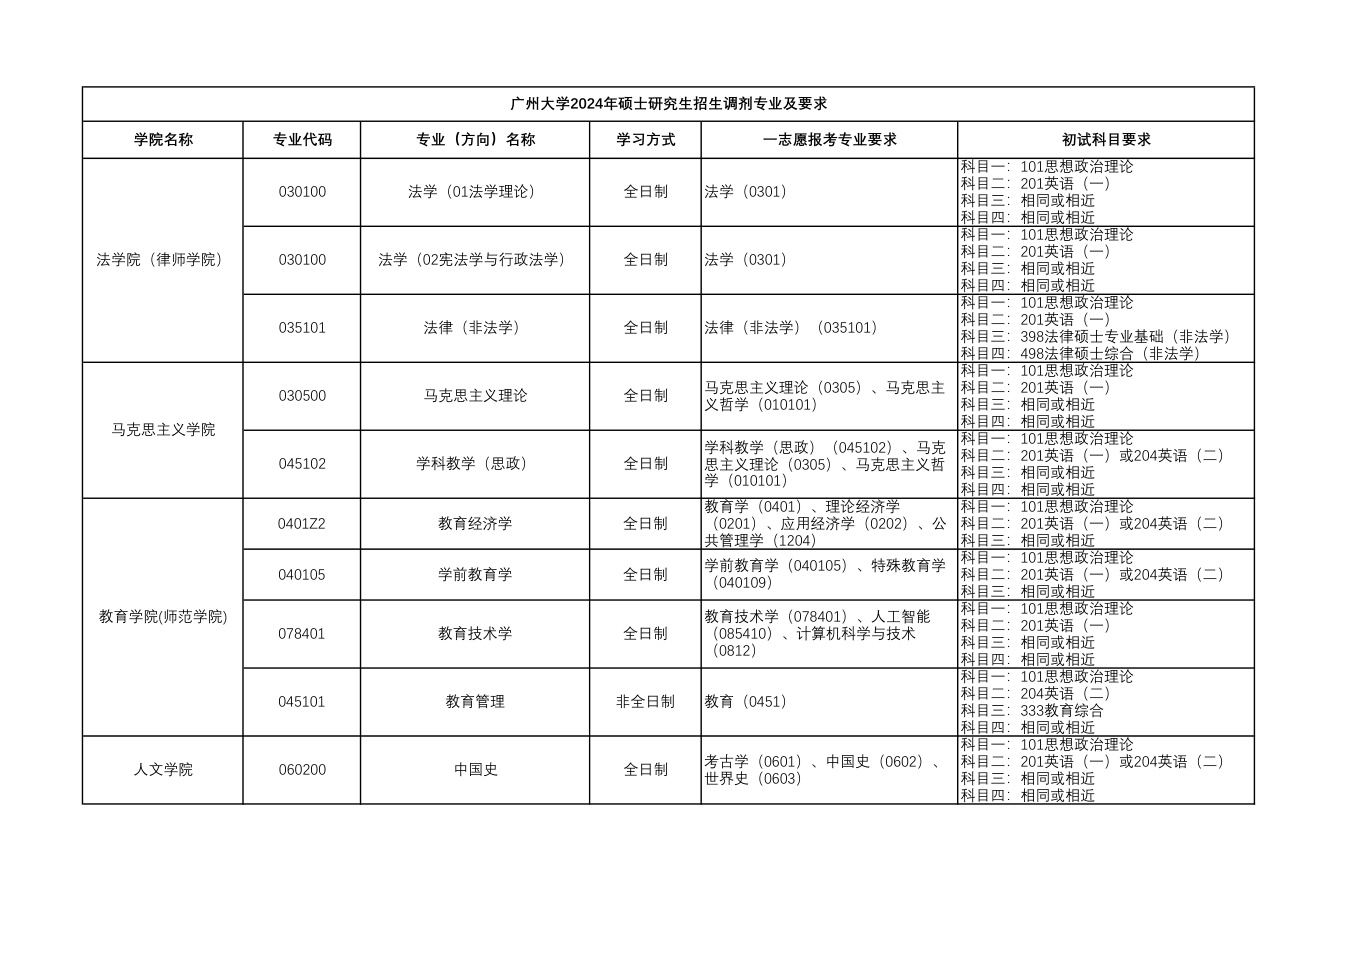 广州大学2024年硕士研究生招生调剂专业及要求
学院名称
专业代码
专业（方向）名称
学习方式
一志愿报考专业要求
初试科目要求
法学院（律师学院）
030100
法学（01法学理论）
全日制
法学（0301）
科目一：101思想政治理论
科目二：201英语（一）
科目三：相同或相近
科目四：相同或相近
030100
法学（02宪法学与行政法学）
全日制
法学（0301）
科目一：101思想政治理论
科目二：201英语（一）
科目三：相同或相近
科目四：相同或相近
035101
法律（非法学）
全日制
法律（非法学）（035101）
科目一：101思想政治理论
科目二：201英语（一）
科目三：398法律硕士专业基础（非法学）
科目四：498法律硕士综合（非法学）
马克思主义学院
030500
马克思主义理论
全日制
马克思主义理论（0305）、马克思主
义哲学（010101）
科目一：101思想政治理论
科目二：201英语（一）
科目三：相同或相近
科目四：相同或相近
045102
学科教学（思政）
全日制
学科教学（思政）（045102）、马克
思主义理论（0305）、马克思主义哲
学（010101）
科目一：101思想政治理论
科目二：201英语（一）或204英语（二）
科目三：相同或相近
科目四：相同或相近
教育学院(师范学院)
0401Z2
教育经济学
全日制
教育学（0401）、理论经济学
（0201）、应用经济学（0202）、公
共管理学（1204）
科目一：101思想政治理论
科目二：201英语（一）或204英语（二）
科目三：相同或相近
040105
学前教育学
全日制
学前教育学（040105）、特殊教育学
（040109）
科目一：101思想政治理论
科目二：201英语（一）或204英语（二）
科目三：相同或相近
078401
教育技术学
全日制
教育技术学（078401）、人工智能
（085410）、计算机科学与技术
（0812）
科目一：101思想政治理论
科目二：201英语（一）
科目三：相同或相近
科目四：相同或相近
045101
教育管理
非全日制
教育（0451）
科目一：101思想政治理论
科目二：204英语（二）
科目三：333教育综合
科目四：相同或相近
人文学院
060200
中国史
全日制
考古学（0601）、中国史（0602）、
世界史（0603）
科目一：101思想政治理论
科目二：201英语（一）或204英语（二）
科目三：相同或相近
科目四：相同或相近